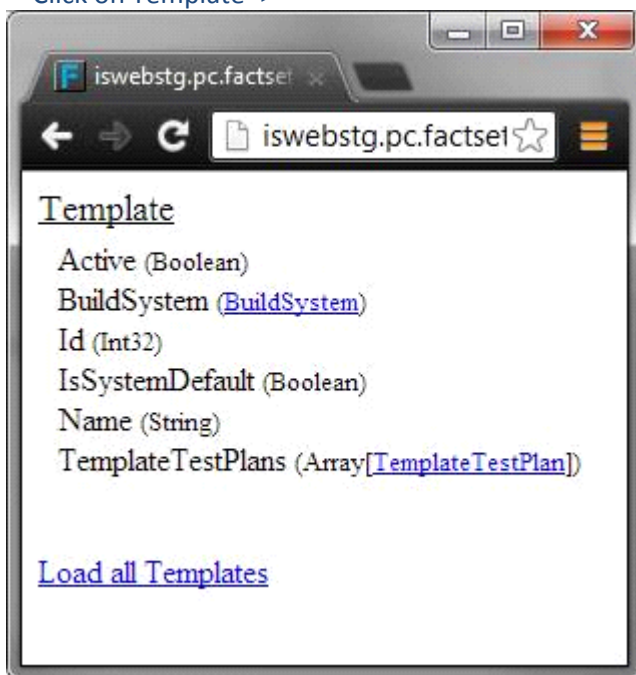 Click on Template
iswebstg.pc.factset
iswebstg.pc.factset
Template
Active (Boolean)
BuildSystem (BuildSystem)
Id (Int32)
IsSystemDefault (Boolean)
Name (String)
TemplateTestPlans (Array[TemplateTestPlan])
Load all Templates